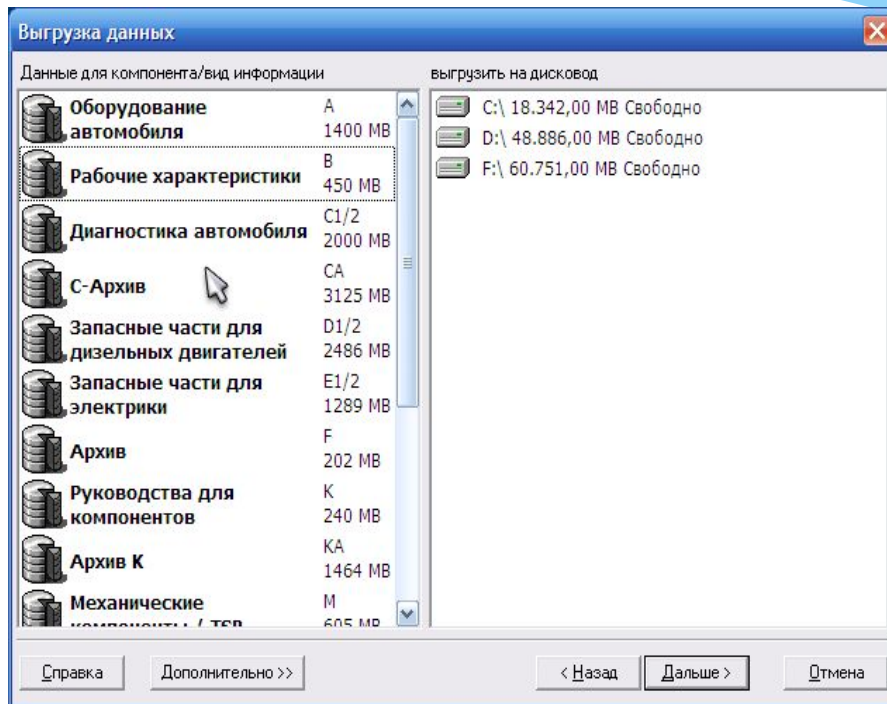 Выгрузка данных
Данные для компонента/вид информации
выгрузить на дисковод
Оборудование A
автомобиля 1400 MB
Рабочие характеристики B
450 MB
Диагностика автомобиля C1/2
2000 MB
С-Архив CA
3125 MB
Запасные части для D1/2
дизельных двигателей 2486 MB
Запасные части для E1/2
электрики 1289 MB
Архив F
202 MB
Руководства для K
компонентов 240 MB
Архив К KA
1464 MB
Механические M
компоненты / TSP 605 MB
C:\ 18.342,00 MB Свободно
D:\ 48.886,00 MB Свободно
F:\ 60.751,00 MB Свободно
Справка Дополнительно >> < Назад Дальше > Отмена